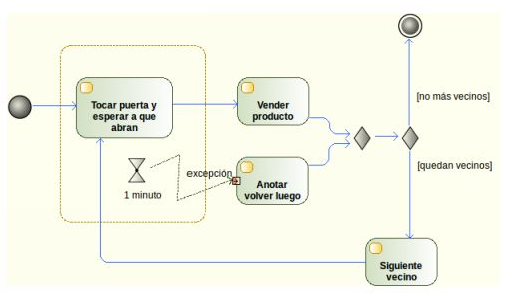 Tocar puerta y
esperar a que
abran
Vender
producto
[no más vecinos]
[quedan vecinos]
1 minuto
excepción
Anotar
volver luego
Siguiente
vecino